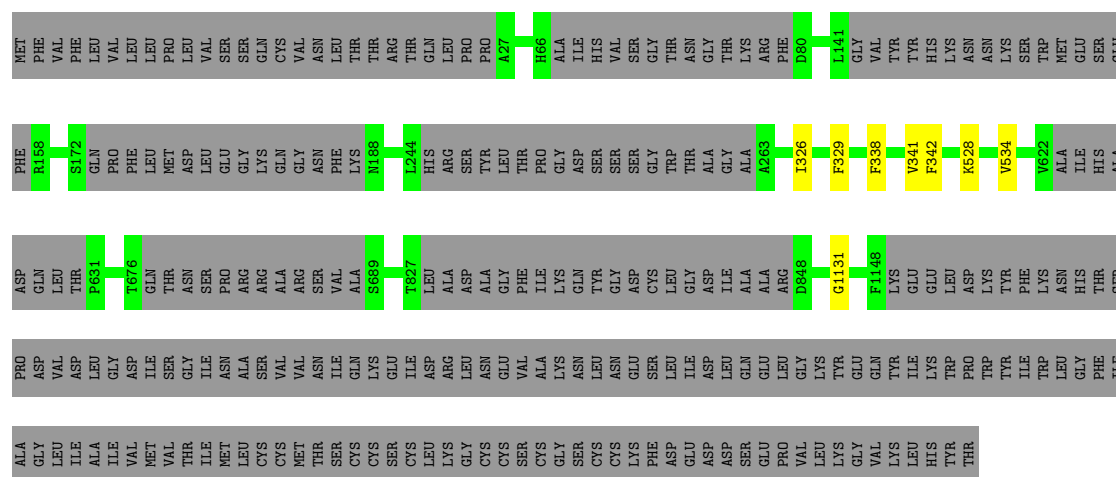 MET PHE VAL PHE LEU VAL LEU LEU PRO LEU VAL SER SER GLN CYS VAL ASN LEU THR THR ARG THR GLN LEU PRO PRO A27 H66 ALA ILE HIS VAL SER GLY THR ASN GLY THR LYS ARG PHE D80 L141 GLY VAL TYR TYR HIS LYS ASN ASN LYS SER TRP MET GLU SER
PHE R158 S172 GLN PRO PHE LEU MET ASP LEU GLU GLY LYS GLN GLY ASN PHE LYS N188 L244 HIS ARG SER TYR LEU THR PRO GLY ASP SER SER SER GLY TRP THR ALA GLY ALA A263 I326 F329 F338 V341 F342 K528 V534 V622 ALA ILE HIS
ASP GLN LEU THR P631 T676 GLN THR ASN SER PRO ARG ARG ALA ARG SER VAL ALA S689 T827 LEU ALA ASP ALA GLY PHE ILE LYS GLN TYR GLY ASP CYS LEU GLY ASP ILE ALA ALA ARG D848 G1131 F1148 LYS GLU GLU LEU ASP LYS TYR PHE LYS ASN HIS THR
PRO ASP VAL ASP LEU GLY ASP ILE SER GLY ILE ASN ALA SER VAL VAL ASN ILE GLN LYS GLU ILE ASP ARG LEU ASN GLU VAL ALA LYS ASN LEU ASN GLU SER LEU ILE ASP LEU GLN GLU LEU GLY LYS TYR GLU GLN TYR ILE LYS TRP PRO TRP TYR ILE TRP LEU GLY PHE
ALA GLY LEU ILE ALA ILE VAL MET VAL THR ILE MET LEU CYS CYS MET THR SER CYS CYS SER CYS LEU LYS GLY CYS CYS SER CYS GLY SER CYS CYS LYS PHE ASP GLU ASP ASP SER GLU PRO VAL LEU LYS GLY VAL LYS LEU HIS TYR THR